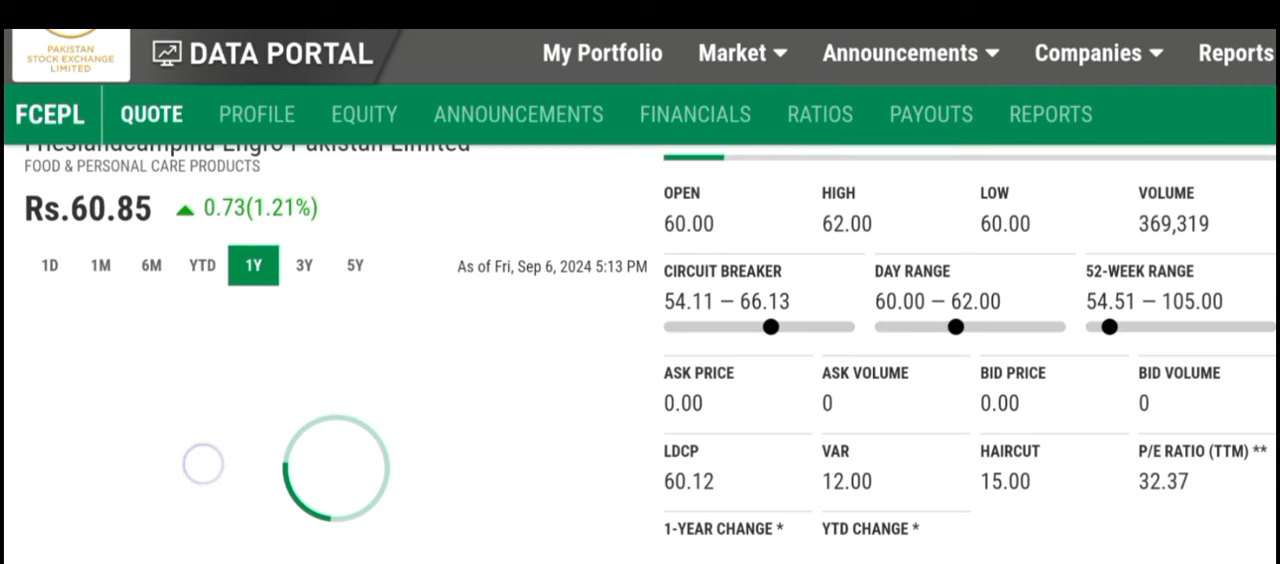 PAKISTAN
STOCK EXCHANGE
LIMITED
DATA PORTAL
My Portfolio Market Announcements Companies Reports
FCEPL QUOTE PROFILE EQUITY ANNOUNCEMENTS FINANCIALS RATIOS PAYOUTS REPORTS
Frieslandcampina Engro Pakistan Limited
FOOD & PERSONAL CARE PRODUCTS
Rs.60.85 0.73(1.21%)
1D 1M 6M YTD 1Y 3Y 5Y
As of Fri, Sep 6, 2024 5:13 PM
OPEN HIGH LOW VOLUME
60.00 62.00 60.00 369,319
CIRCUIT BREAKER DAY RANGE 52-WEEK RANGE
54.11 — 66.13 60.00 — 62.00 54.51 — 105.00
ASK PRICE ASK VOLUME BID PRICE BID VOLUME
0.00 0 0.00 0
LDCP VAR HAIRCUT P/E RATIO (TTM) **
60.12 12.00 15.00 32.37
1-YEAR CHANGE * YTD CHANGE *